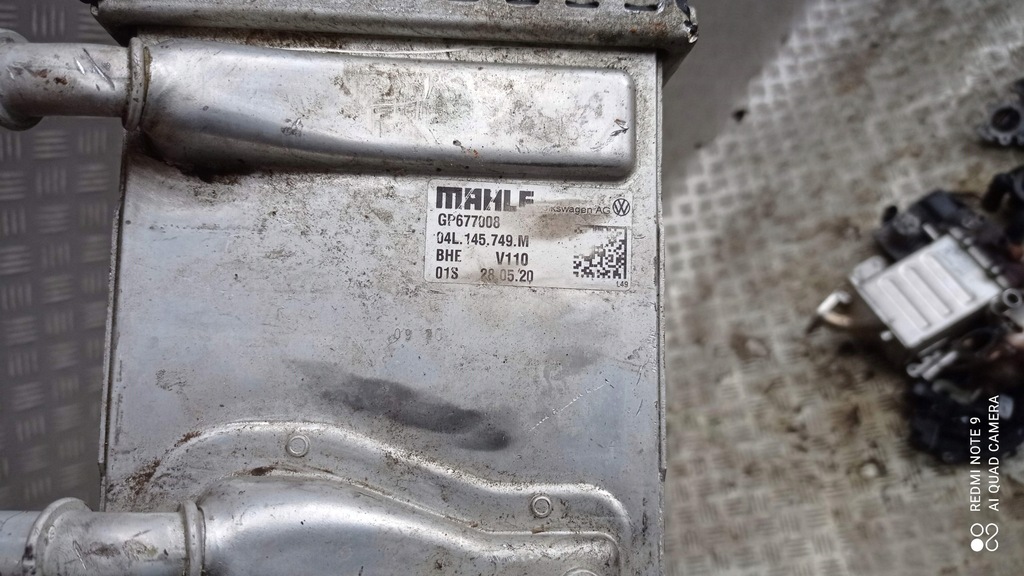 MAHLE
GP677008
04L.145.749.M
BHE V110
01S 28.05.20
AG
L49
REDMI NOTE 9
AI QUAD CAMERA